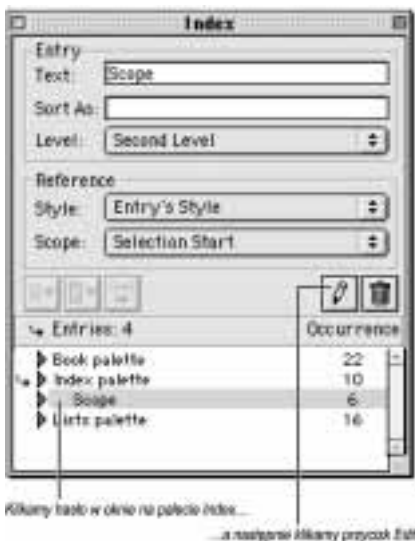 Index
Entry
Text: Scope
Sort As:
Level: Second Level
Reference
Style: Entry's Style
Scope: Selection Start
Entries: 4 Occurrence
Book palette 22
Index palette 10
Scope 6
Lists palette 16
Klikamy hasło w oknie na palecie Index...
...a następnie klikamy przycisk Edit